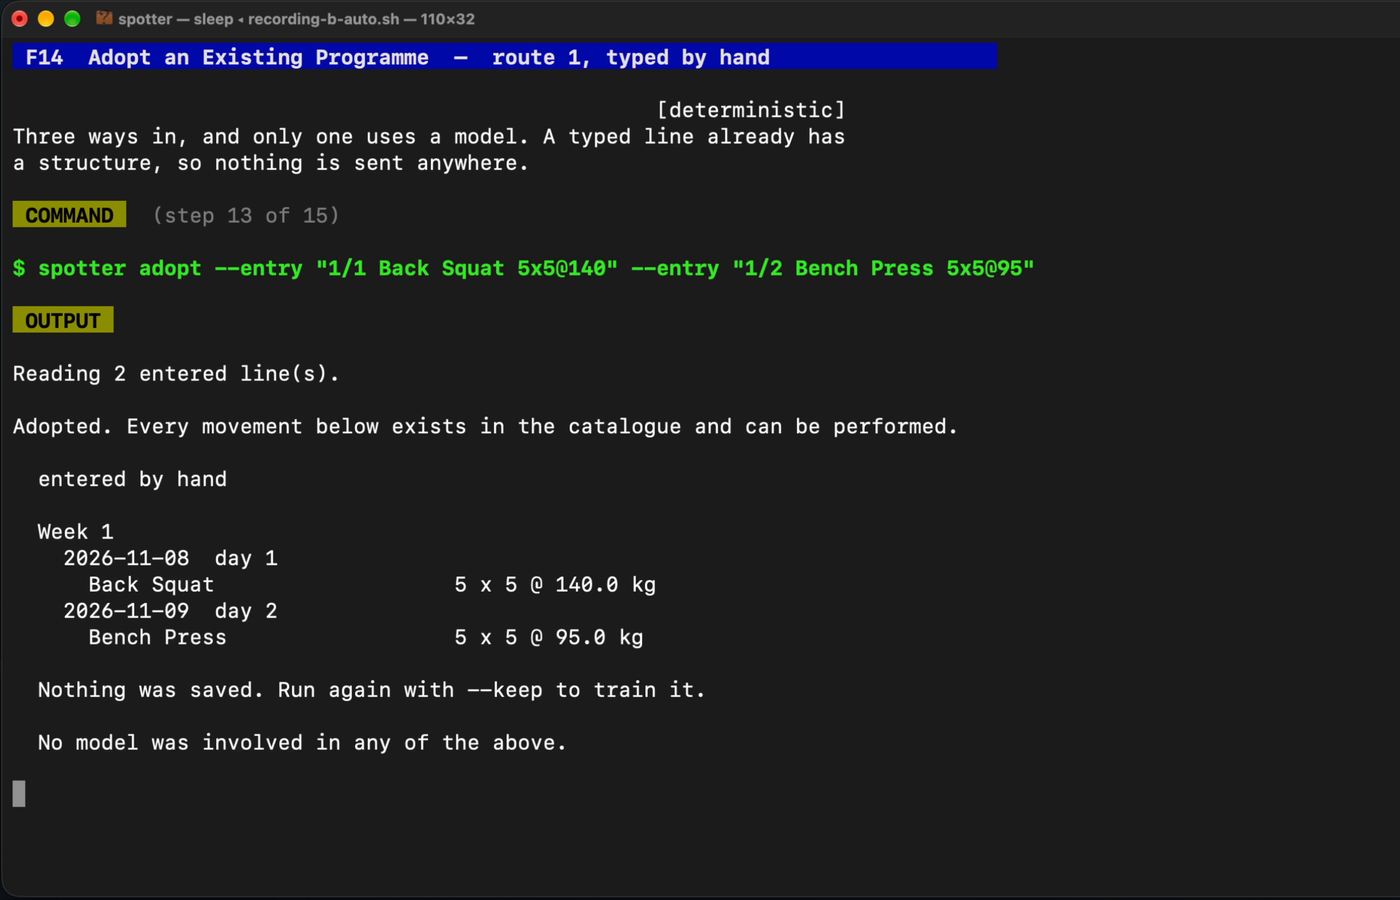 spotter — sleep ◂ recording-b-auto.sh — 110×32
F14  Adopt an Existing Programme  —  route 1, typed by hand
[deterministic]
Three ways in, and only one uses a model. A typed line already has
a structure, so nothing is sent anywhere.
COMMAND  (step 13 of 15)
$ spotter adopt --entry "1/1 Back Squat 5x5@140" --entry "1/2 Bench Press 5x5@95"
OUTPUT
Reading 2 entered line(s).
Adopted. Every movement below exists in the catalogue and can be performed.
entered by hand
Week 1
2026-11-08  day 1
Back Squat                   5 x 5 @ 140.0 kg
2026-11-09  day 2
Bench Press                  5 x 5 @ 95.0 kg
Nothing was saved. Run again with --keep to train it.
No model was involved in any of the above.